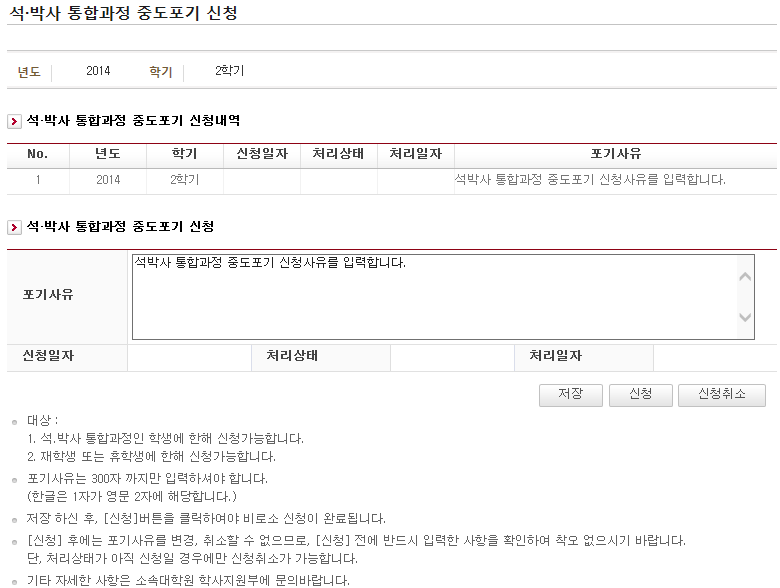 석·박사 통합과정 중도포기 신청
년도 2014 학기 2학기
석·박사 통합과정 중도포기 신청내역
No. 년도 학기 신청일자 처리상태 처리일자 포기사유
1 2014 2학기 석박사 통합과정 중도포기 신청사유를 입력합니다.
석·박사 통합과정 중도포기 신청
포기사유 석박사 통합과정 중도포기 신청사유를 입력합니다.
신청일자 처리상태 처리일자
저장 신청 신청취소
대상 :
1. 석.박사 통합과정인 학생에 한해 신청가능합니다.
2. 재학생 또는 휴학생에 한해 신청가능합니다.
포기사유는 300자 까지만 입력하셔야 합니다.
(한글은 1자가 영문 2자에 해당합니다.)
저장 하신 후, [신청]버튼을 클릭하여야 비로소 신청이 완료됩니다.
[신청] 후에는 포기사유를 변경, 취소할 수 없으므로, [신청] 전에 반드시 입력한 사항을 확인하여 착오 없으시기 바랍니다.
단, 처리상태가 아직 신청일 경우에만 신청취소가 가능합니다.
기타 자세한 사항은 소속대학원 학사지원부에 문의바랍니다.